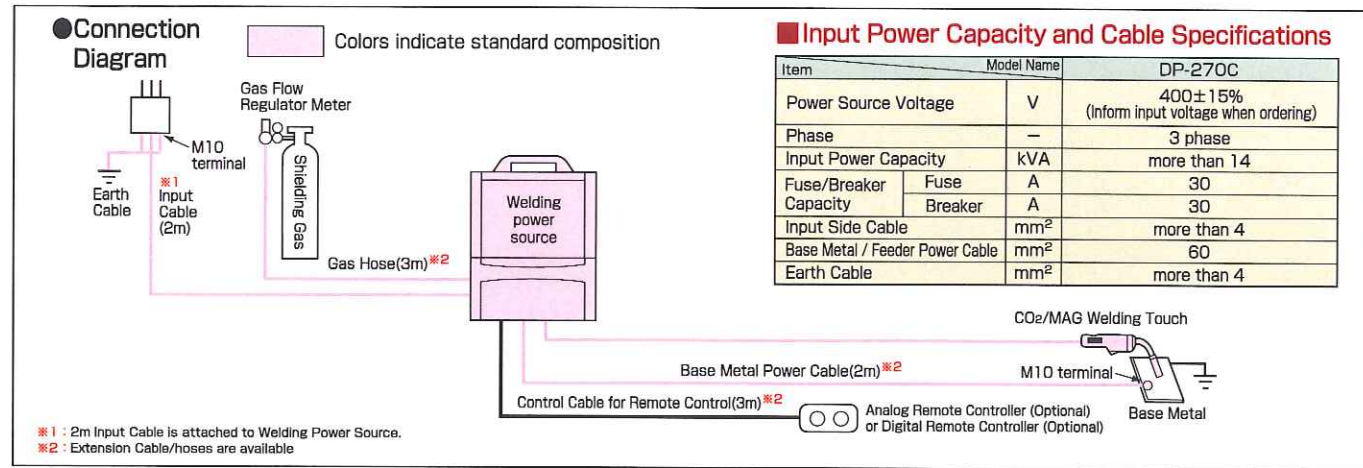 ●Connection
Diagram
Colors indicate standard composition
Gas Flow
Regulator Meter
M10
terminal
Earth
Cable
※1
Input
Cable
(2m)
Shielding Gas
Welding
power
source
Gas Hose(3m)※2
Base Metal Power Cable(2m)※2
Control Cable for Remote Control(3m)※2
Analog Remote Controller (Optional)
or Digital Remote Controller (Optional)
CO2/MAG Welding Touch
M10 terminal
Base Metal
※1 : 2m Input Cable is attached to Welding Power Source.
※2 : Extension Cable/hoses are available
■Input Power Capacity and Cable Specifications
Item Model Name DP-270C
Power Source Voltage V 400±15%
(Inform input voltage when ordering)
Phase – 3 phase
Input Power Capacity kVA more than 14
Fuse/Breaker Capacity Fuse A 30
Breaker A 30
Input Side Cable mm² more than 4
Base Metal / Feeder Power Cable mm² 60
Earth Cable mm² more than 4